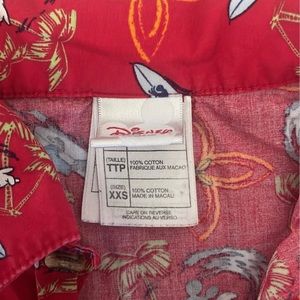 Disney
(TAILLE)
TTP
100% COTON
FABRIQUE AUX MACAO
(SIZE)
XXS
100% COTTON
MADE IN MACAU
CARE ON REVERSE
INDICATIONS AU VERSO